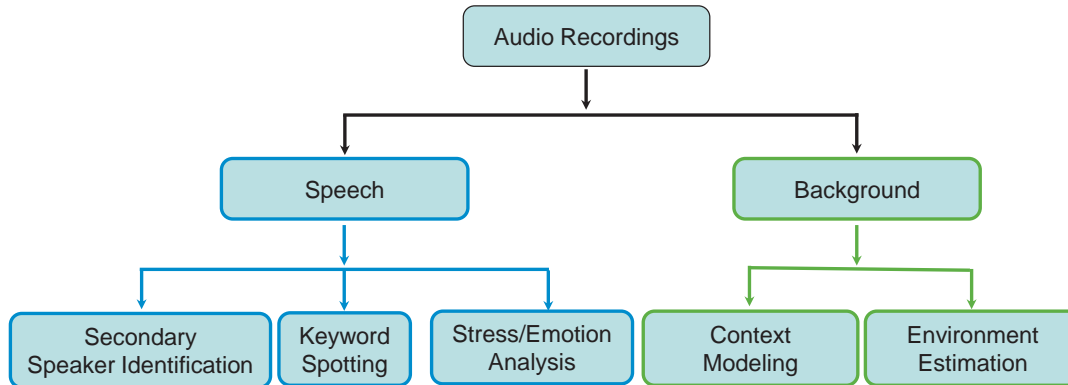 Audio Recordings
Speech
Background
Secondary
Speaker Identification
Keyword
Spotting
Stress/Emotion
Analysis
Context
Modeling
Environment
Estimation